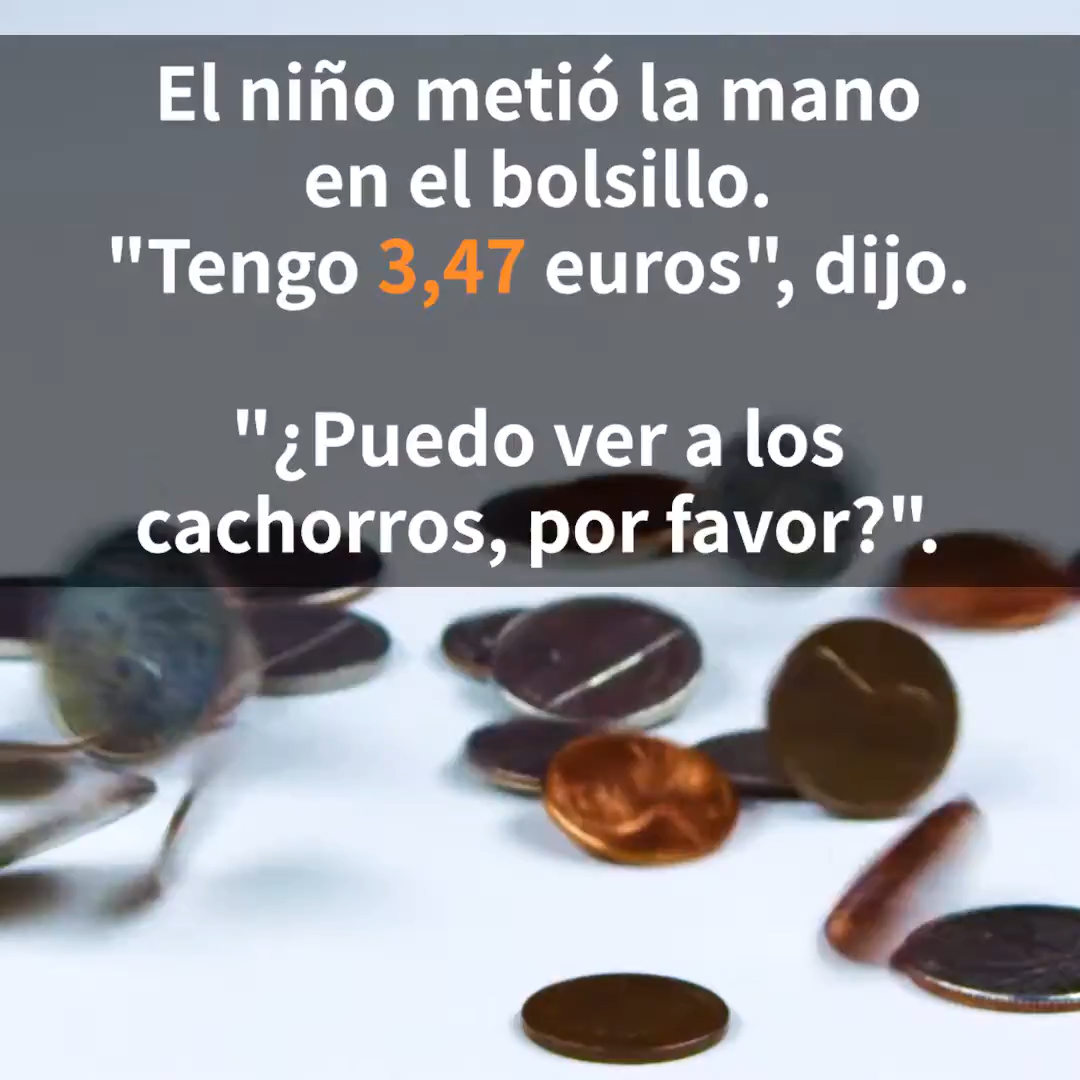 El niño metió la mano
en el bolsillo.
"Tengo 3,47 euros", dijo.
"¿Puedo ver a los
cachorros, por favor?".